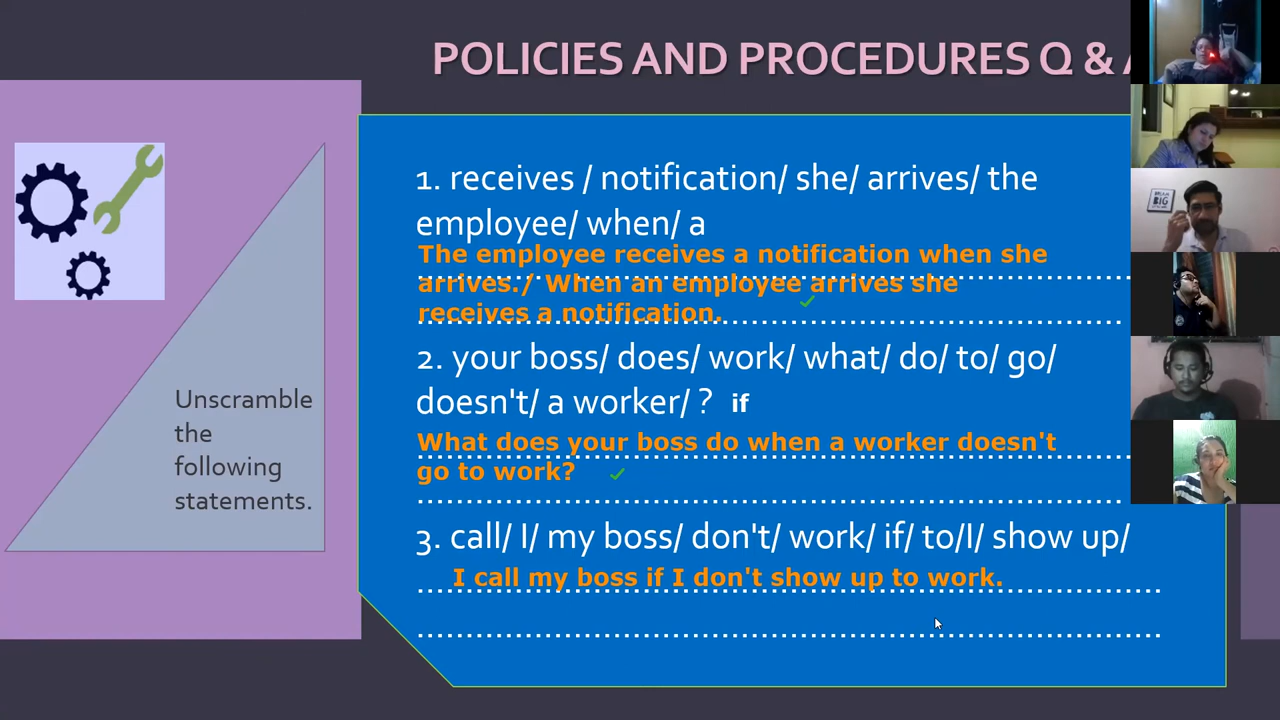 POLICIES AND PROCEDURES Q &
1. receives / notification/ she/ arrives/ the
employee/ when/ a
The employee receives a notification when she
arrives./ When an employee arrives she
receives a notification.
2. your boss/ does/ work/ what/ do/ to/ go/
doesn't/ a worker/ ? if
What does your boss do when a worker doesn't
go to work?
3. call/ I/ my boss/ don't/ work/ if/ to/I/ show up/
I call my boss if I don't show up to work.
Unscramble
the
following
statements.